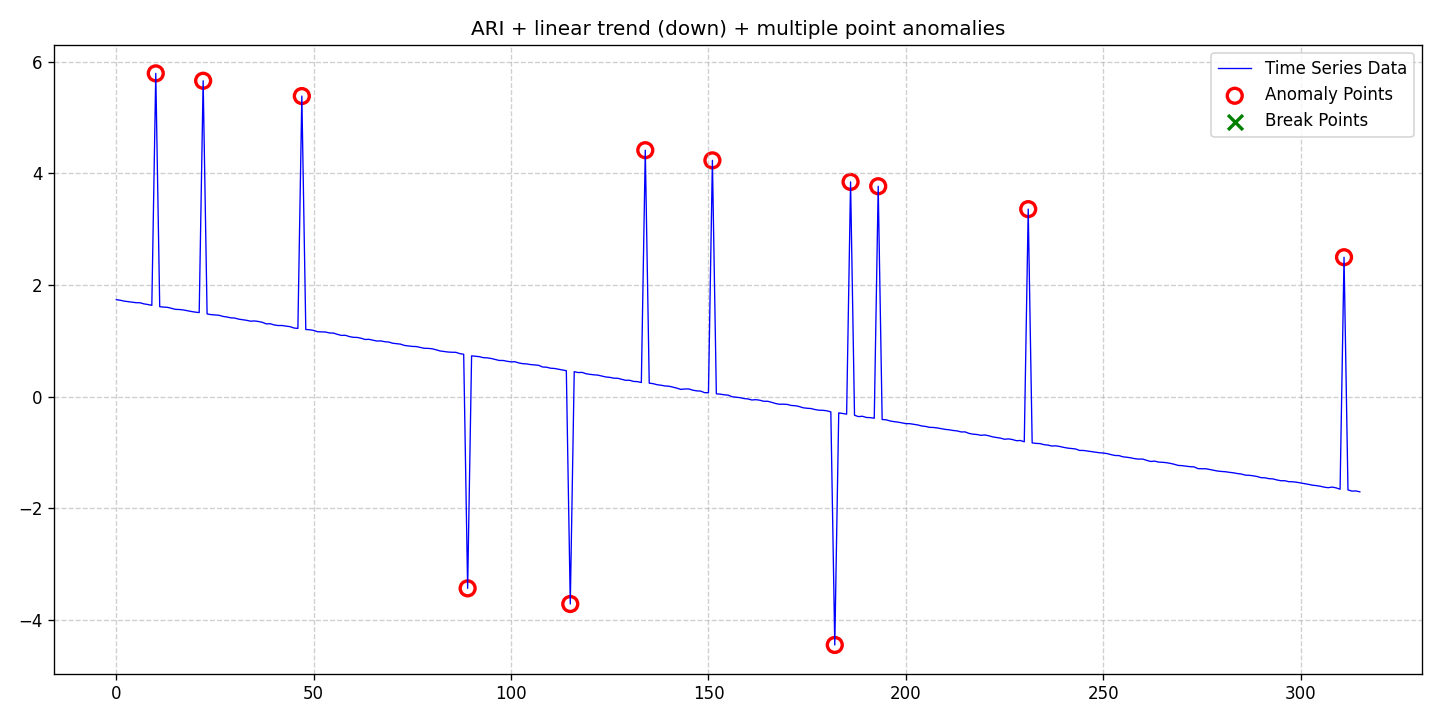 ARI + linear trend (down) + multiple point anomalies
Time Series Data
Anomaly Points
Break Points
6
4
2
0
−2
−4
0 50 100 150 200 250 300